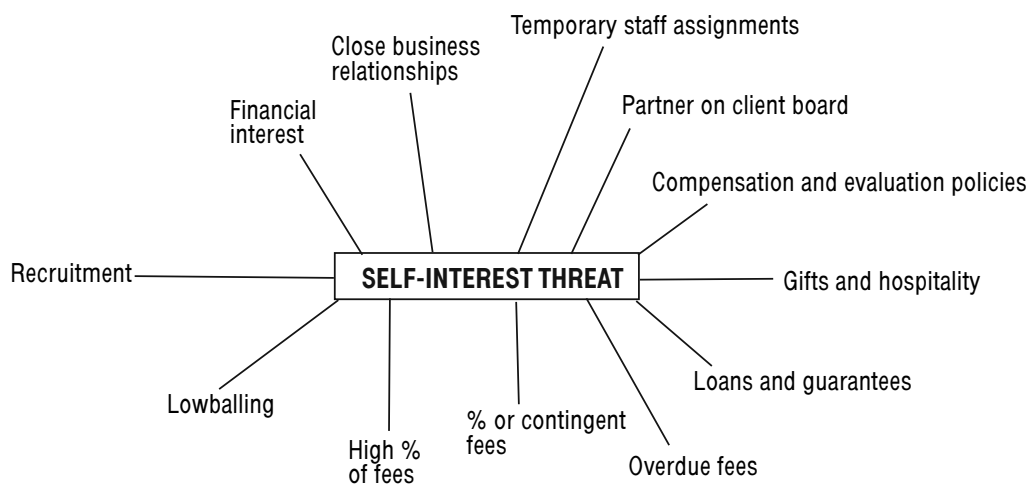 Temporary staff assignments
Close business
relationships
Partner on client board
Financial
interest
Compensation and evaluation policies
Recruitment
SELF-INTEREST THREAT
Gifts and hospitality
Loans and guarantees
Lowballing
% or contingent
fees
High %
of fees
Overdue fees